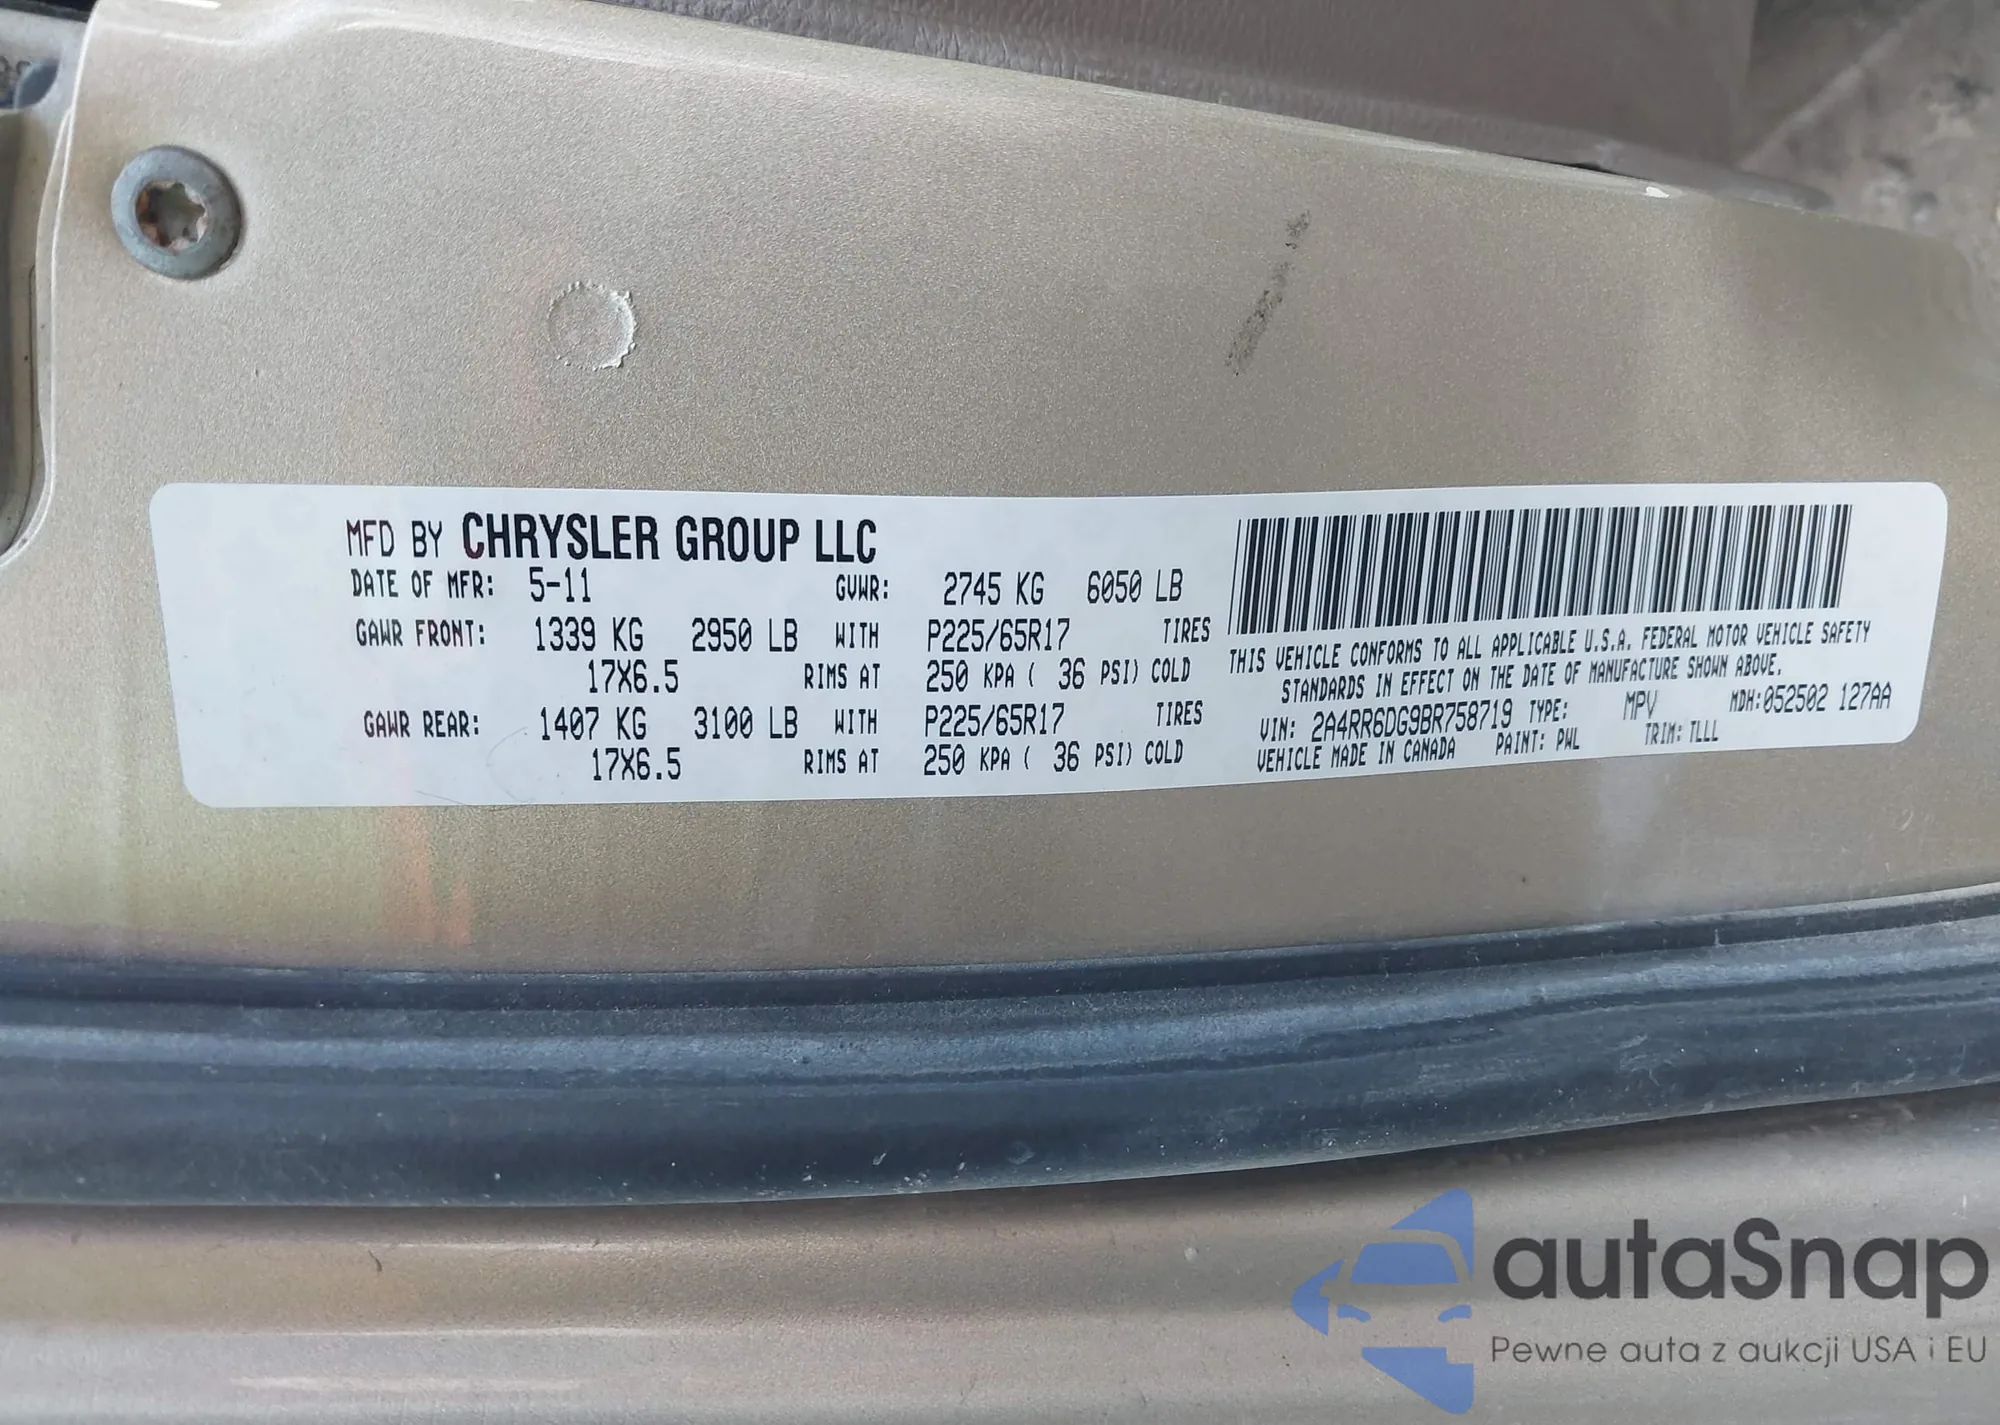 MFD BY CHRYSLER GROUP LLC
DATE OF MFR: 5-11 GVWR: 2745 KG 6050 LB
GAWR FRONT: 1339 KG 2950 LB WITH P225/65R17 TIRES
17X6.5 RIMS AT 250 KPA ( 36 PSI) COLD
GAWR REAR: 1407 KG 3100 LB WITH P225/65R17 TIRES
17X6.5 RIMS AT 250 KPA ( 36 PSI) COLD
THIS VEHICLE CONFORMS TO ALL APPLICABLE U.S.A. FEDERAL MOTOR VEHICLE SAFETY
STANDARDS IN EFFECT ON THE DATE OF MANUFACTURE SHOWN ABOVE.
VIN: 2A4RR6DG9BR758719 TYPE: MPV MDH:052502 127AA
VEHICLE MADE IN CANADA PAINT: PWL TRIM: TLLL
autaSnap
Pewne auta z aukcji USA i EU